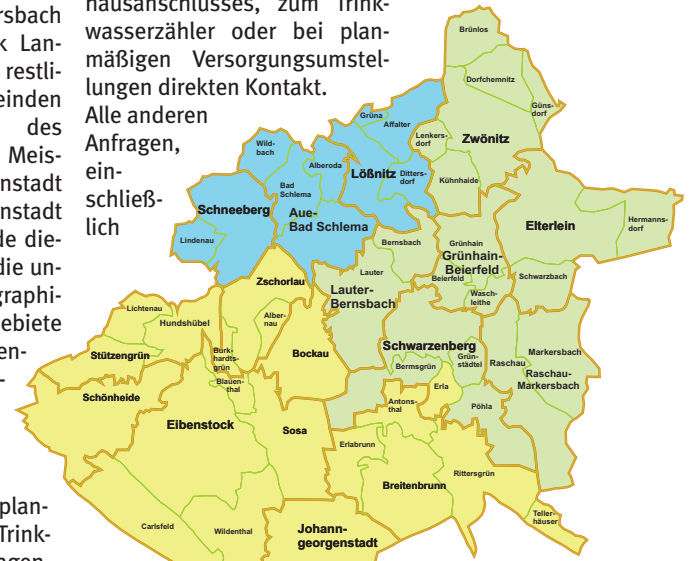 rsbach
k Lan-
restli-
einden
des
Meis-
nstadt
nstadt
de die-
die un-
graphi-
ebiete
en-
-
plan-
Trink-
ngen
hausanschlusses, zum Trink-
wasserzähler oder bei plan-
mäßigen Versorgungsumstel-
lungen direkten Kontakt.
Alle anderen
Anfragen,
ein-
schließ-
lich
Brünlos
Dorfchemnitz
Güns-
dorf
Gruna
Affalter
Lenkers-
dorf
Zwönitz
Wild-
bach
Alberoda
Lößnitz
Ditters-
dorf
Kühnhaide
Bad
Schlema
Schneeberg
Aue-
Bad Schlema
Elterlein
Hermanns-
dorf
Lindenau
Bernsbach
Grünhain
Grünhain-
Beierfeld
Beierfeld
Lauter
Zschorlau
Schwarzbach
Lauter-
Bernsbach
Wasch-
leithe
Lichtenau
Hundshübel
Alber-
nau
Stützengrün
Burk-
hardts-
grün
Bockau
Schwarzenberg
Bermsgrün
Grün-
städtel
Raschau
Markersbach
Raschau-
Markersbach
Blauen-
thal
Erla
Schönheide
Antons-
thal
Pöhla
Eibenstock
Sosa
Erlabrunn
Rittersgrün
Breitenbrunn
Carlsfeld
Wildenthal
Johann-
georgenstadt
Teller-
häuser